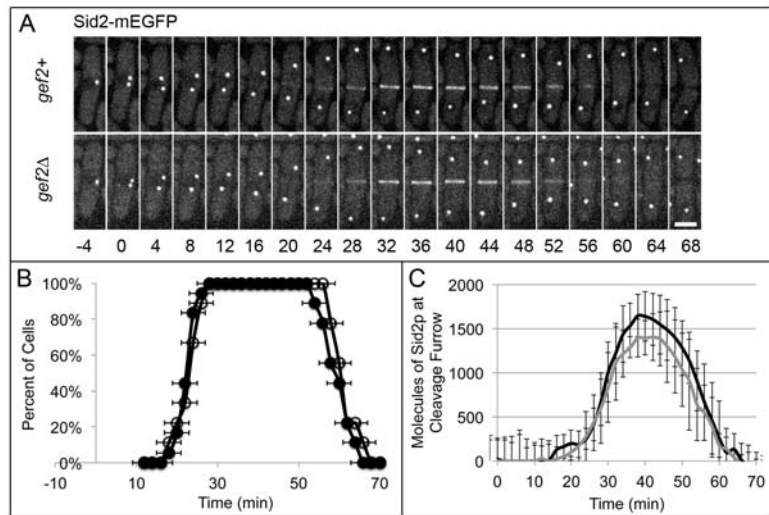 A
Sid2-mEGFP
gef2+
gef2Δ
-4 0 4 8 12 16 20 24 28 32 36 40 44 48 52 56 60 64 68
B
100%
80%
60%
40%
20%
0%
Percent of Cells
-10 10 30 50 70
Time (min)
C
2000
1500
1000
500
0
Molecules of Sid2p at
Cleavage Furrow
0 10 20 30 40 50 60 70
Time (min)